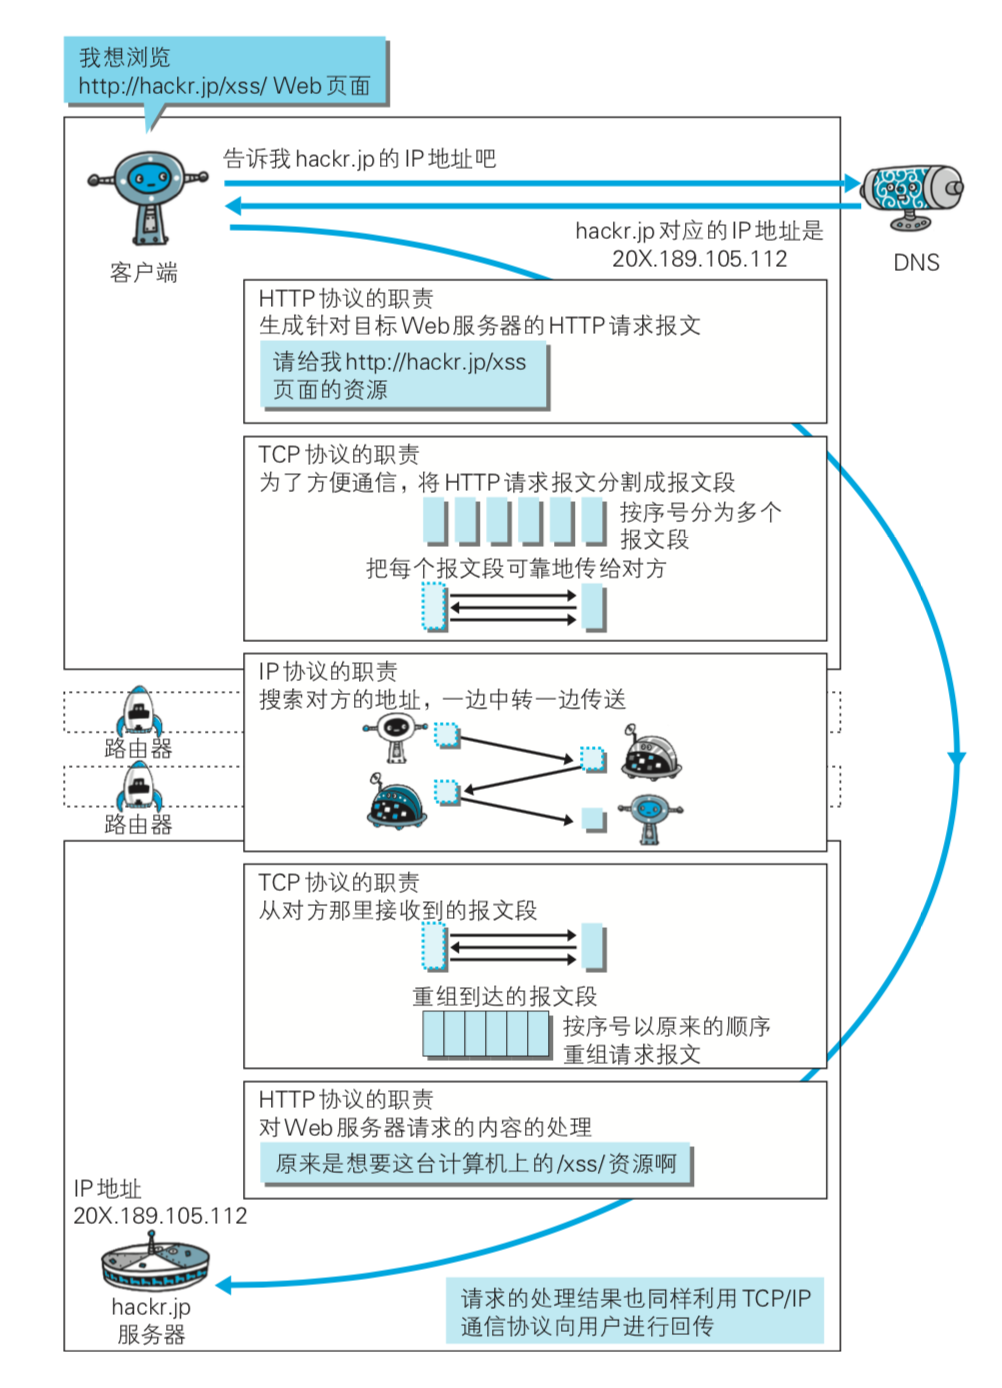 我想浏览
http://hackr.jp/xss/ Web 页面
告诉我 hackr.jp 的 IP 地址吧
hackr.jp 对应的 IP 地址是
20X.189.105.112
客户端
DNS
HTTP 协议的职责
生成针对目标 Web 服务器的 HTTP 请求报文
请给我 http://hackr.jp/xss
页面的资源
TCP 协议的职责
为了方便通信，将 HTTP 请求报文分割成报文段
按序号分为多个
报文段
把每个报文段可靠地传给对方
IP 协议的职责
搜索对方的地址，一边中转一边传送
路由器
路由器
TCP 协议的职责
从对方那里接收到的报文段
重组到达的报文段
按序号以原来的顺序
重组请求报文
HTTP 协议的职责
对 Web 服务器请求的内容的处理
原来是想要这台计算机上的 /xss/ 资源啊
IP 地址
20X.189.105.112
hackr.jp
服务器
请求的处理结果也同样利用 TCP/IP
通信协议向用户进行回传